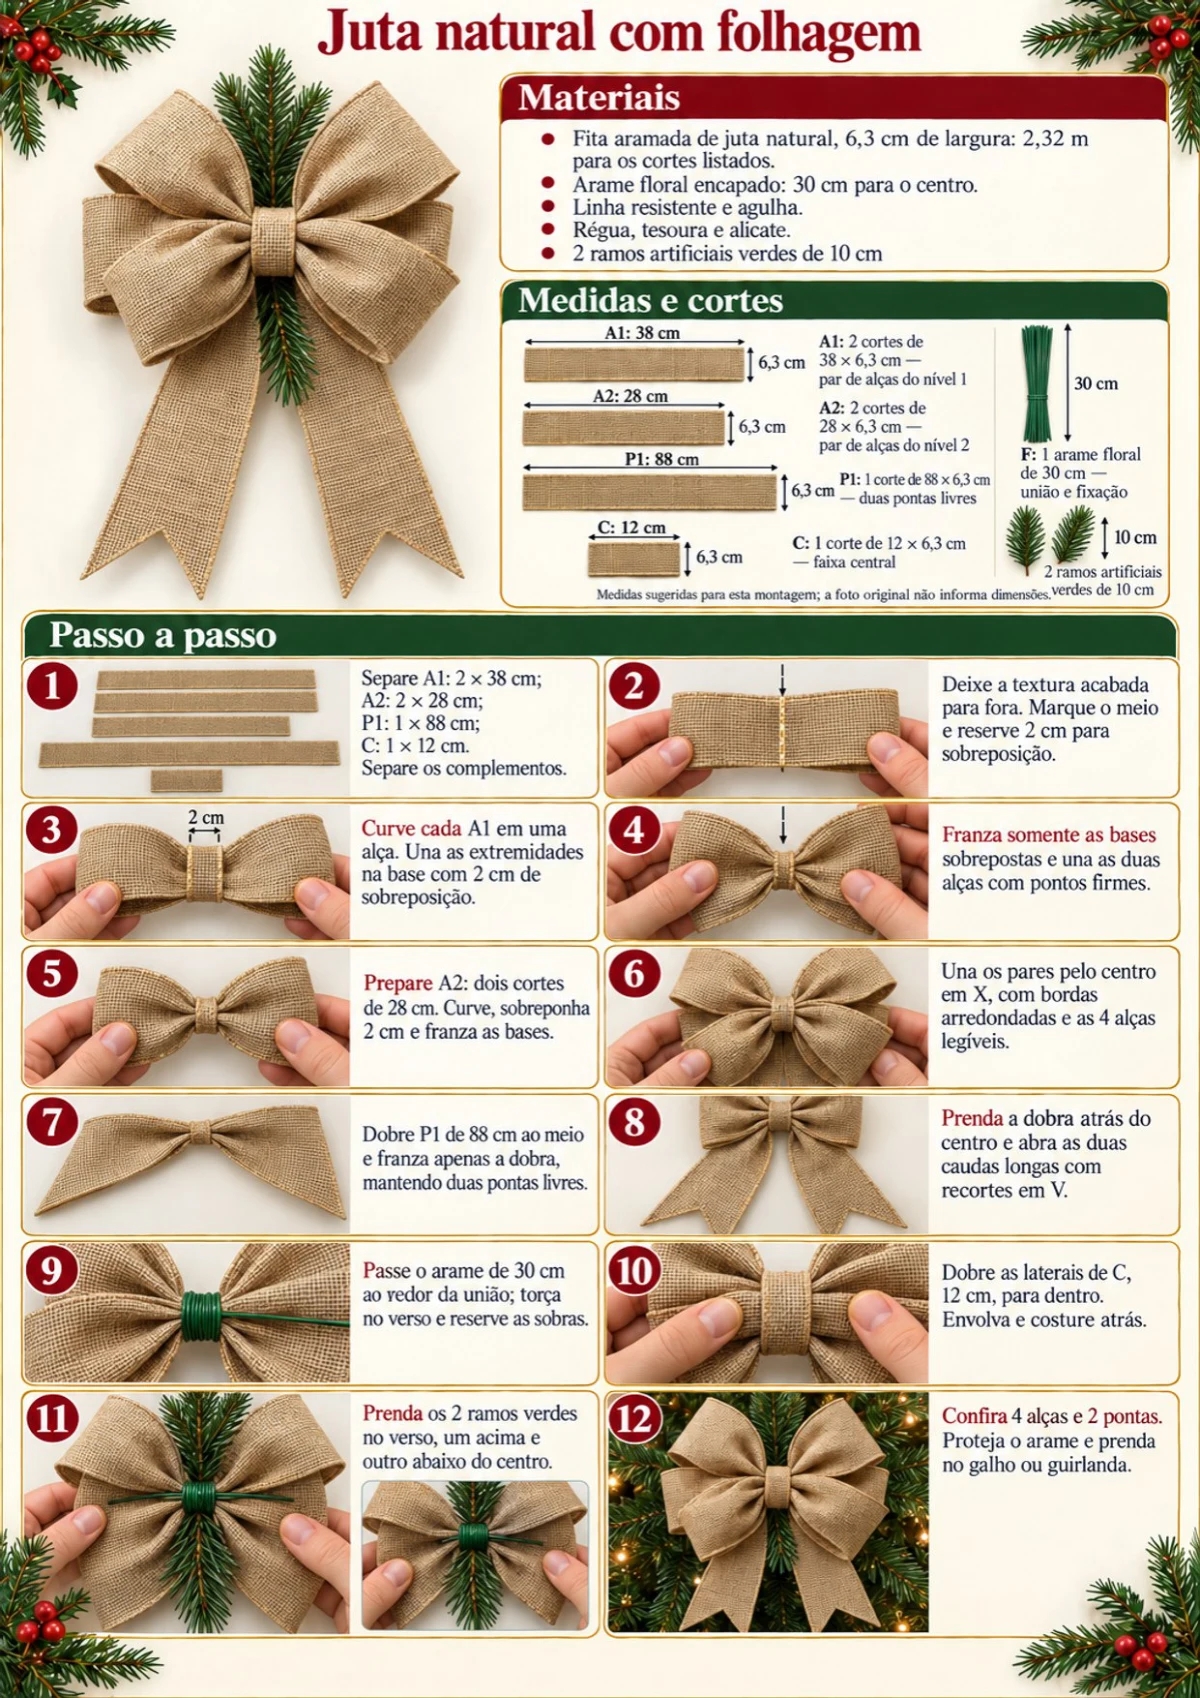 Juta natural com folhagem
Materiais
Fita aramada de juta natural, 6,3 cm de largura: 2,32 m
para os cortes listados.
Arame floral encapado: 30 cm para o centro.
Linha resistente e agulha.
Régua, tesoura e alicate.
2 ramos artificiais verdes de 10 cm
Medidas e cortes
A1: 38 cm
6,3 cm
A1: 2 cortes de
38 × 6,3 cm —
par de alças do nível 1
A2: 28 cm
6,3 cm
A2: 2 cortes de
28 × 6,3 cm —
par de alças do nível 2
P1: 88 cm
6,3 cm
P1: 1 corte de 88 × 6,3 cm
— duas pontas livres
C: 12 cm
6,3 cm
C: 1 corte de 12 × 6,3 cm
— faixa central
30 cm
F: 1 arame floral
de 30 cm —
união e fixação
10 cm
2 ramos artificiais
verdes de 10 cm
Medidas sugeridas para esta montagem; a foto original não informa dimensões.
Passo a passo
1
Separe A1: 2 × 38 cm;
A2: 2 × 28 cm;
P1: 1 × 88 cm;
C: 1 × 12 cm.
Separe os complementos.
2
Deixe a textura acabada
para fora. Marque o meio
e reserve 2 cm para
sobreposição.
3
2 cm
Curve cada A1 em uma
alça. Una as extremidades
na base com 2 cm de
sobreposição.
4
Franza somente as bases
sobrepostas e una as duas
alças com pontos firmes.
5
Prepare A2: dois cortes
de 28 cm. Curve, sobreponha
2 cm e franza as bases.
6
Una os pares pelo centro
em X, com bordas
arredondadas e as 4 alças
legíveis.
7
Dobre P1 de 88 cm ao meio
e franza apenas a dobra,
mantendo duas pontas livres.
8
Prenda a dobra atrás do
centro e abra as duas
caudas longas com
recortes em V.
9
Passe o arame de 30 cm
ao redor da união; torça
no verso e reserve as sobras.
10
Dobre as laterais de C,
12 cm, para dentro.
Envolva e costure atrás.
11
Prenda os 2 ramos verdes
no verso, um acima e
outro abaixo do centro.
12
Confira 4 alças e 2 pontas.
Proteja o arame e prenda
no galho ou guirlanda.